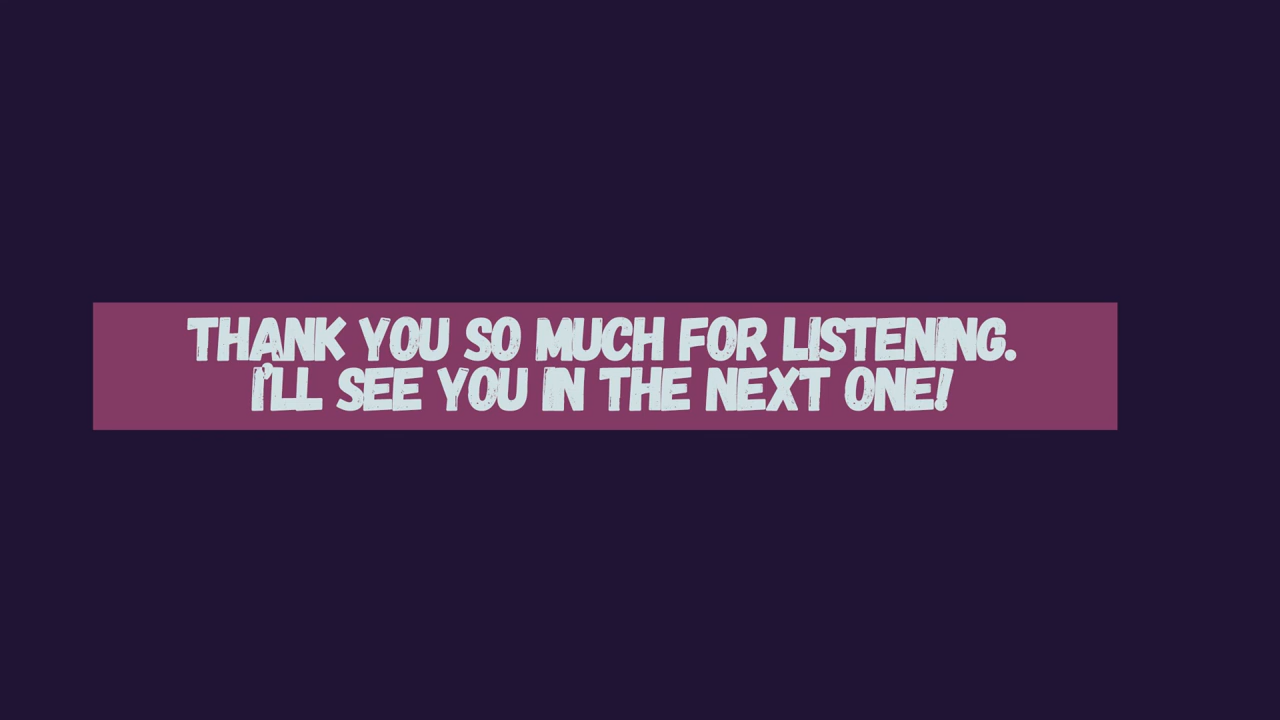 THANK YOU SO MUCH FOR LISTENING.
I'LL SEE YOU IN THE NEXT ONE!